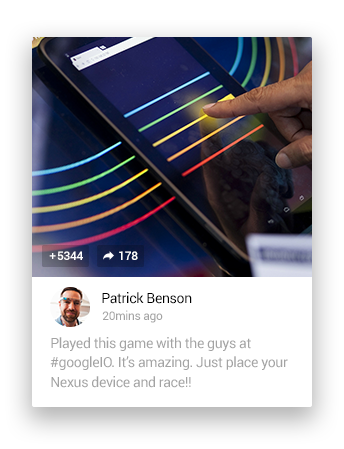 +5344 178
Patrick Benson
20mins ago
Played this game with the guys at
#googleIO. It's amazing. Just place your
Nexus device and race!!